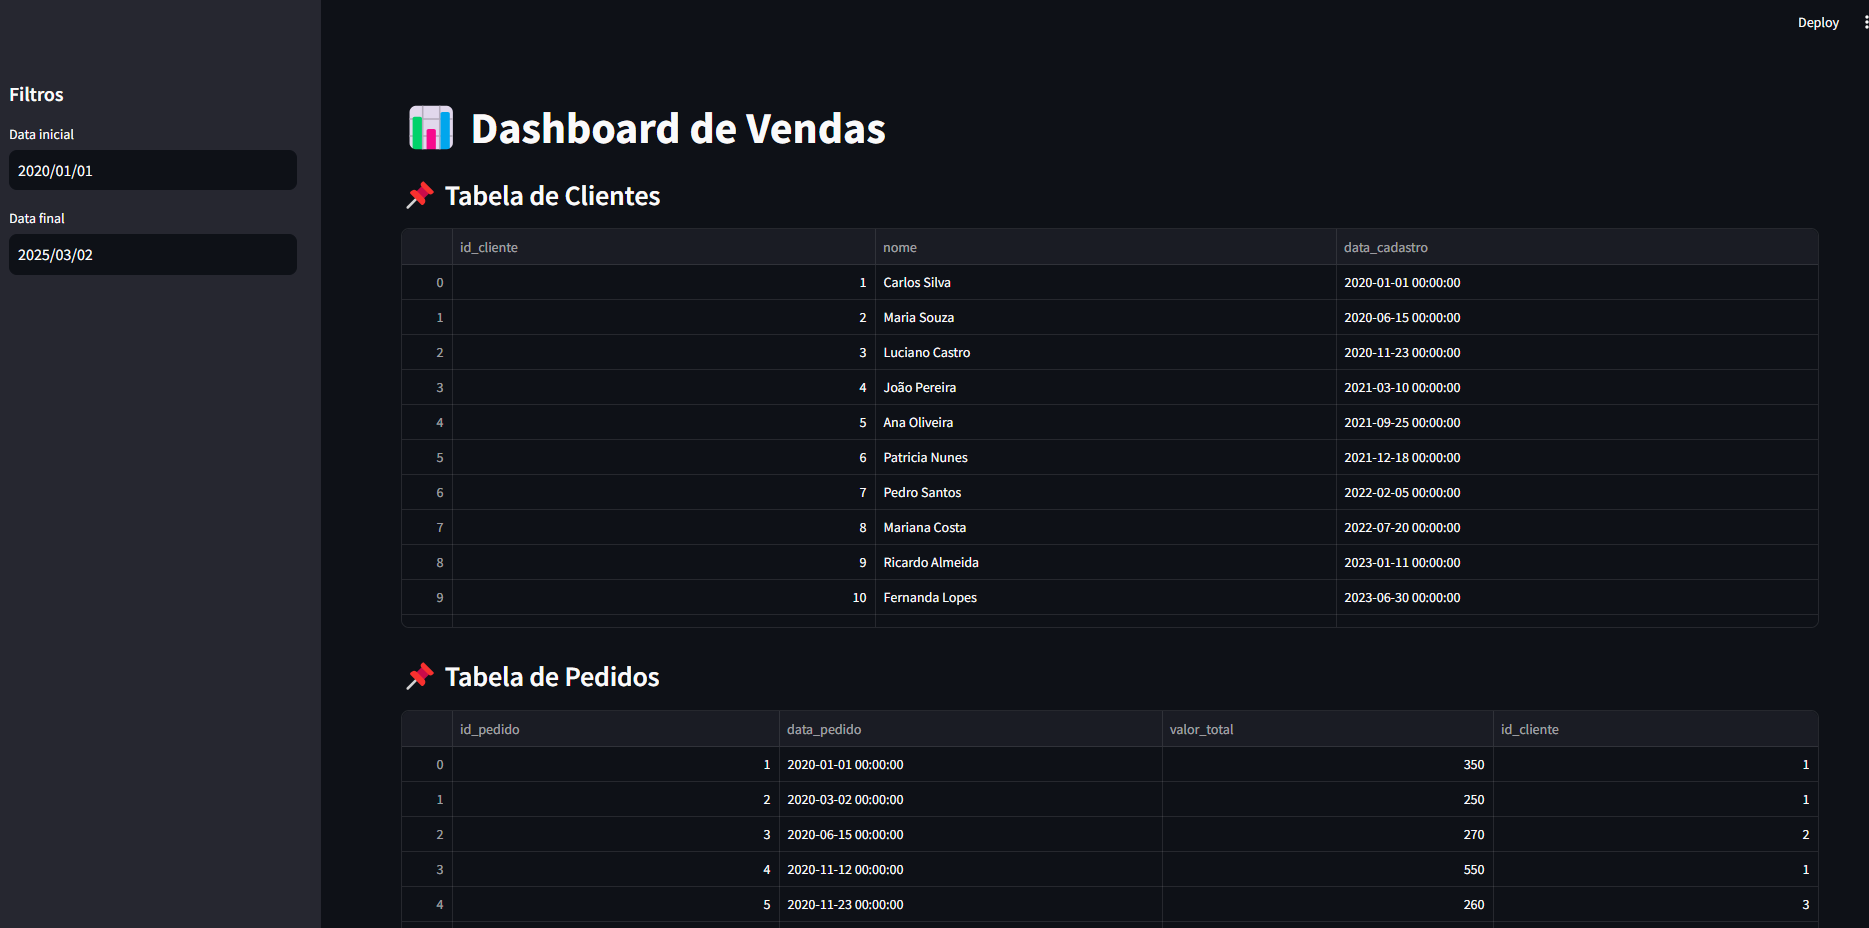 Deploy
Filtros
Data inicial
2020/01/01
Data final
2025/03/02
Dashboard de Vendas
Tabela de Clientes
id_cliente nome data_cadastro
0 1 Carlos Silva 2020-01-01 00:00:00
1 2 Maria Souza 2020-06-15 00:00:00
2 3 Luciano Castro 2020-11-23 00:00:00
3 4 João Pereira 2021-03-10 00:00:00
4 5 Ana Oliveira 2021-09-25 00:00:00
5 6 Patricia Nunes 2021-12-18 00:00:00
6 7 Pedro Santos 2022-02-05 00:00:00
7 8 Mariana Costa 2022-07-20 00:00:00
8 9 Ricardo Almeida 2023-01-11 00:00:00
9 10 Fernanda Lopes 2023-06-30 00:00:00
Tabela de Pedidos
id_pedido data_pedido valor_total id_cliente
0 1 2020-01-01 00:00:00 350 1
1 2 2020-03-02 00:00:00 250 1
2 3 2020-06-15 00:00:00 270 2
3 4 2020-11-12 00:00:00 550 1
4 5 2020-11-23 00:00:00 260 3